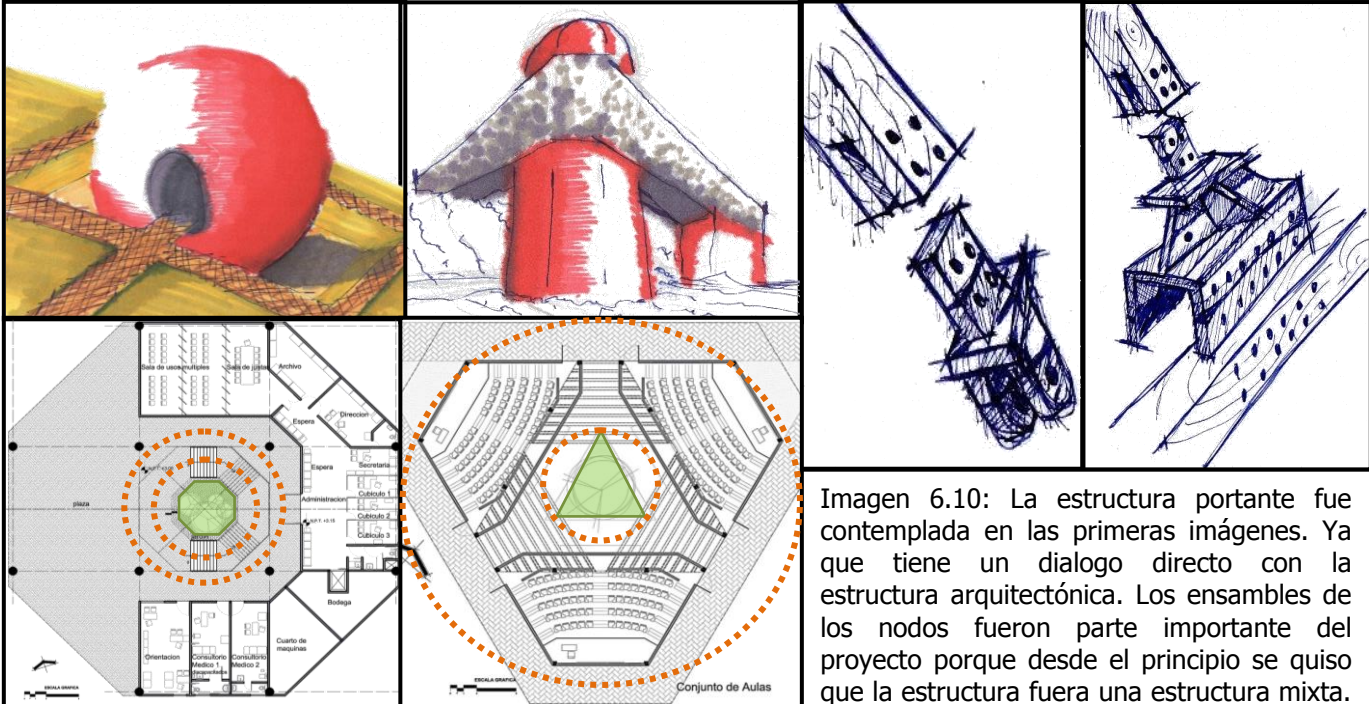 Sala de usos multiples
Sala de juntas
Archivo
Espera
Direccion
Espera
Secretaria
Administracion
Cubiculo 1
Cubiculo 2
Cubiculo 3
plaza
Bodega
Cuarto de
maquinas
Orientacion
Consultorio
Medico 1
Consultorio
Medico 2
ESCALA GRAFICA
ESCALA GRAFICA
Conjunto de Aulas
Imagen 6.10: La estructura portante fue
contemplada en las primeras imágenes. Ya
que tiene un dialogo directo con la
estructura arquitectónica. Los ensambles de
los nodos fueron parte importante del
proyecto porque desde el principio se quiso
que la estructura fuera una estructura mixta.